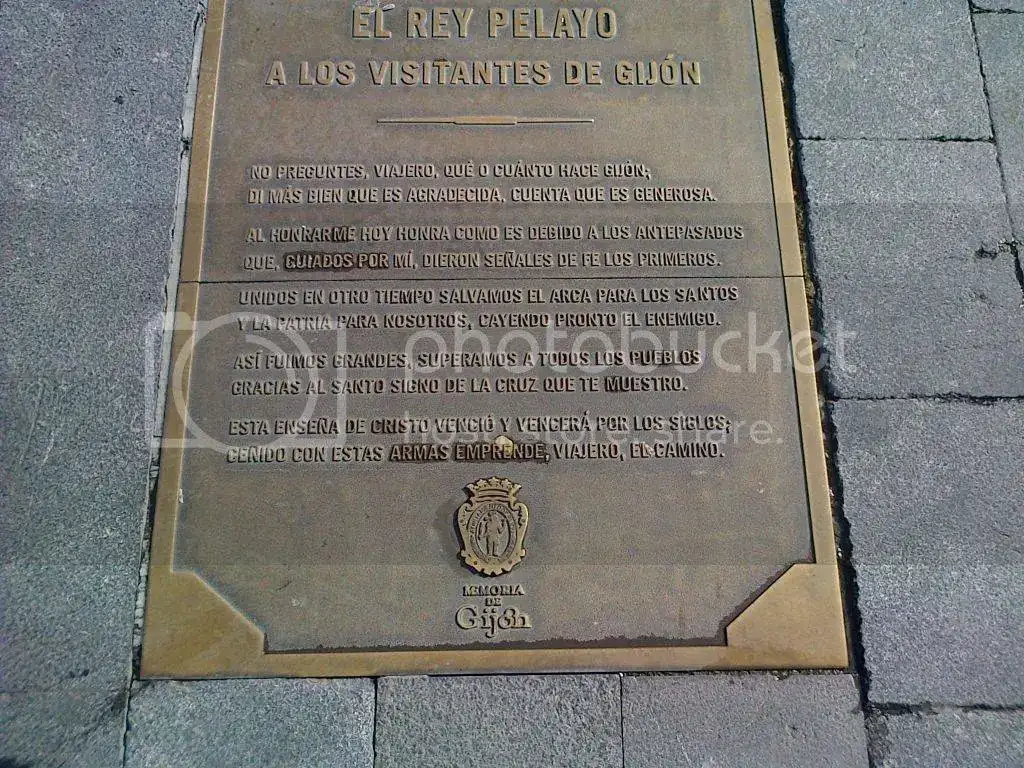 EL REY PELAYO
A LOS VISITANTES DE GIJÓN
NO PREGUNTES, VIAJERO, QUÉ O CUÁNTO HACE GIJÓN;
DI MÁS BIEN QUE ES AGRADECIDA, CUENTA QUE ES GENEROSA.
AL HONRARME HOY HONRA COMO ES DEBIDO A LOS ANTEPASADOS
QUE, GUIADOS POR MÍ, DIERON SEÑALES DE FE LOS PRIMEROS.
UNIDOS EN OTRO TIEMPO SALVAMOS EL ARCA PARA LOS SANTOS
Y LA PATRIA PARA NOSOTROS, CAYENDO PRONTO EL ENEMIGO.
ASÍ FUIMOS GRANDES, SUPERAMOS A TODOS LOS PUEBLOS
GRACIAS AL SANTO SIGNO DE LA CRUZ QUE TE MUESTRO.
ESTA ENSEÑA DE CRISTO VENCIÓ Y VENCERÁ POR LOS SIGLOS;
CEÑIDO CON ESTAS ARMAS EMPRENDE, VIAJERO, EL CAMINO.
MEMORIA
DE
Gijón
photobucket
host. store. share.